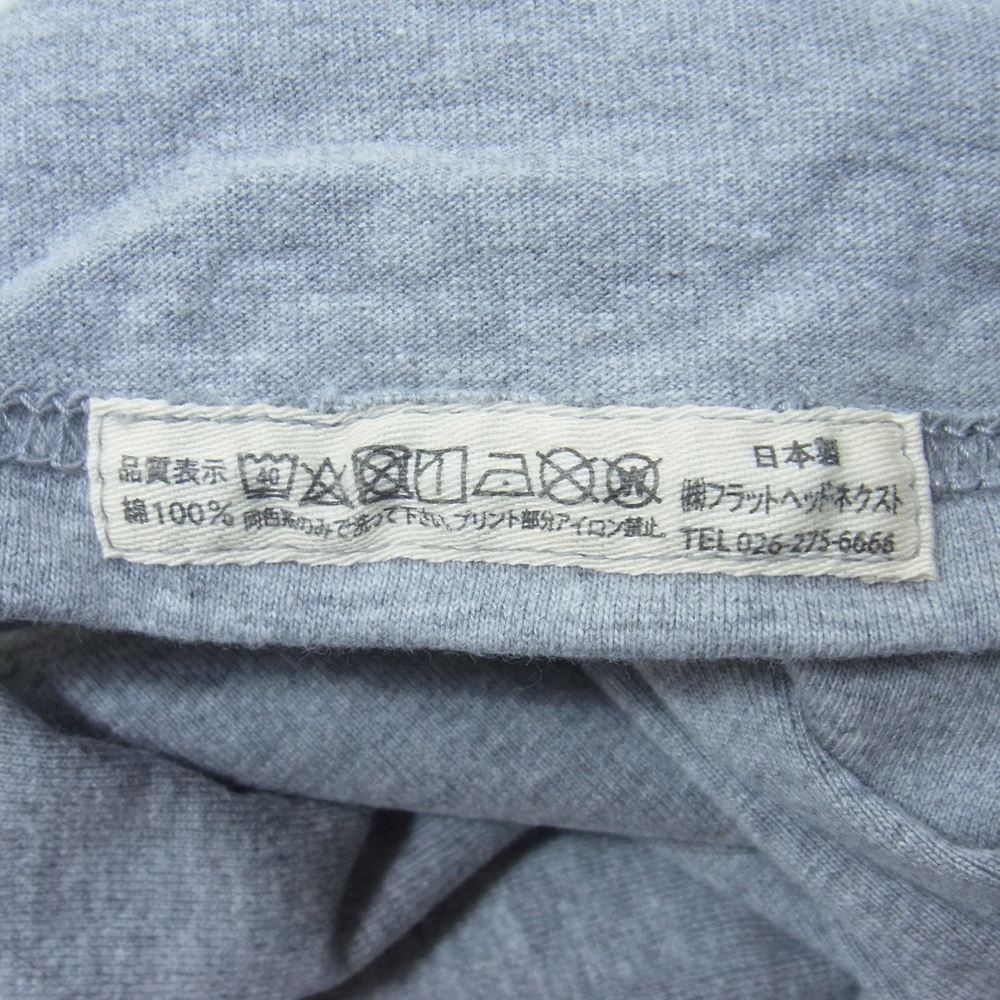 品質表示 40 日本製
綿100% 同色系のみで洗って下さい。プリント部分アイロン禁止。
㈱フラットヘッドネクスト
TEL 026-275-6666